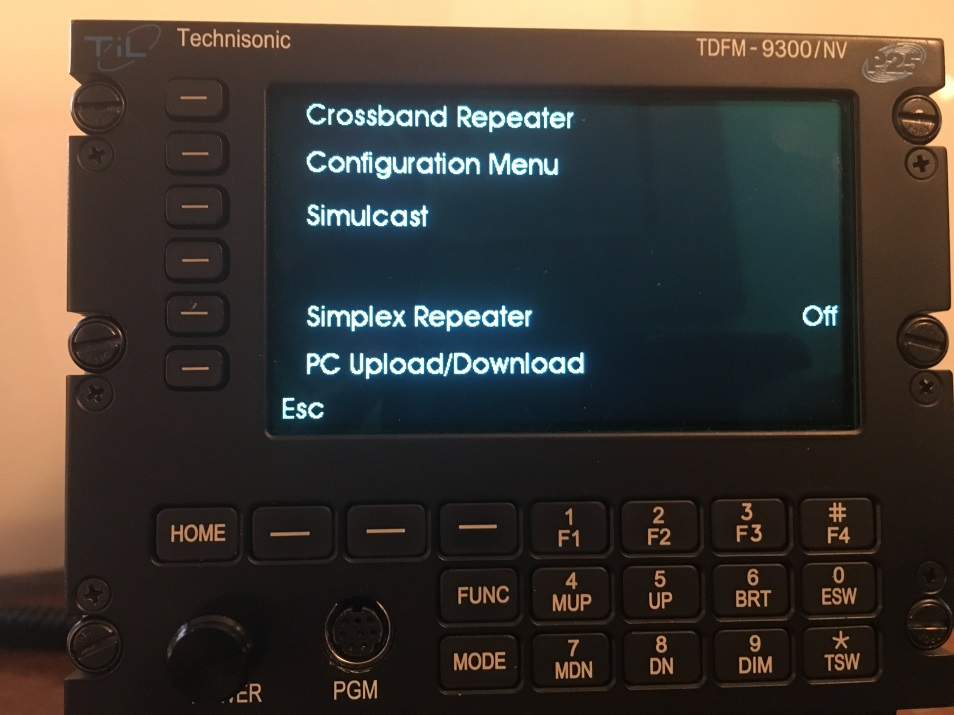 TiL Technisonic TDFM-9300/NV P25
Crossband Repeater
Configuration Menu
Simulcast
Simplex Repeater Off
PC Upload/Download
Esc
HOME 1 2 3 #
F1 F2 F3 F4
FUNC 4 5 6 0
MUP UP BRT ESW
MODE 7 8 9 *
MDN DN DIM TSW
PGM